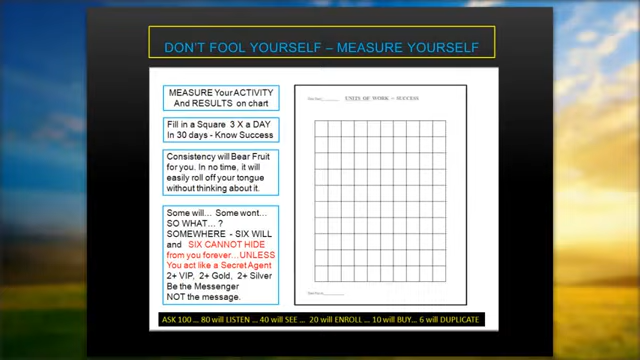 DON'T FOOL YOURSELF – MEASURE YOURSELF
MEASURE Your ACTIVITY
And RESULTS on chart
Fill in a Square 3 X a DAY
In 30 days - Know Success
Consistency will Bear Fruit
for you. In no time, it will
easily roll off your tongue
without thinking about it.
Some will… Some wont…
SO WHAT… ?
SOMEWHERE - SIX WILL
and SIX CANNOT HIDE
from you forever…UNLESS
You act like a Secret Agent
2+ VIP, 2+ Gold, 2+ Silver
Be the Messenger
NOT the message.
UNITS OF WORK = SUCCESS
ASK 100 … 80 will LISTEN … 40 will SEE … 20 will ENROLL … 10 will BUY… 6 will DUPLICATE